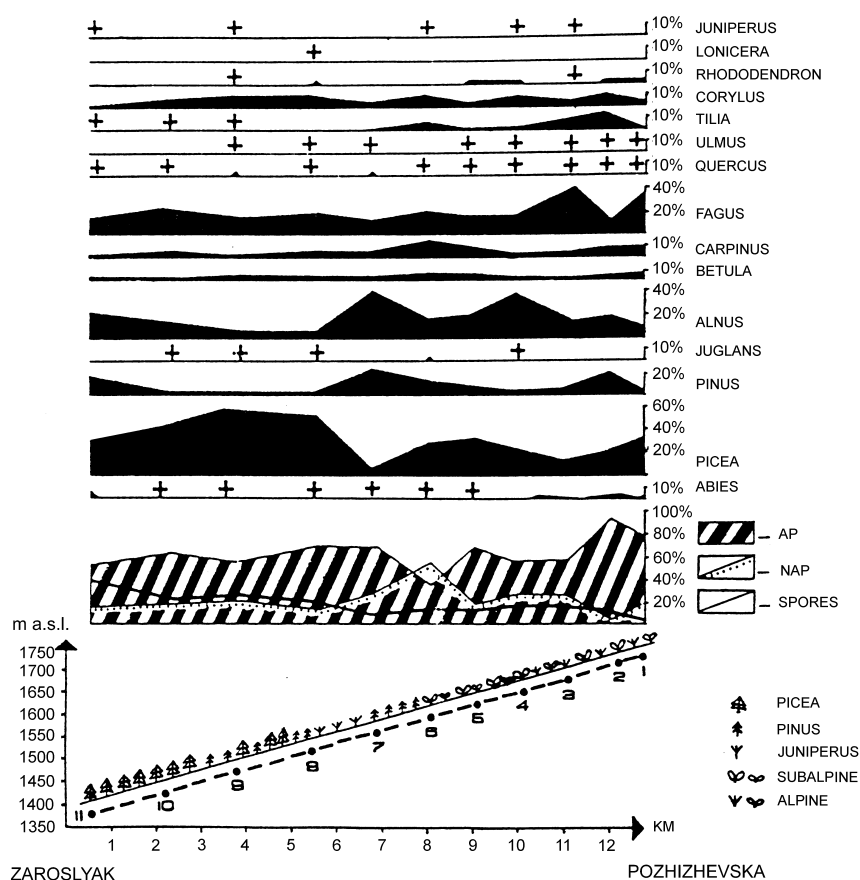 10% JUNIPERUS
10% LONICERA
10% RHODODENDRON
10% CORYLUS
10% TILIA
10% ULMUS
10% QUERCUS
40%
20% FAGUS
10% CARPINUS
10% BETULA
40%
20% ALNUS
10% JUGLANS
20% PINUS
60%
40%
20%
PICEA
10% ABIES
100%
80% AP
60% NAP
40%
20% SPORES
m a.s.l.
1750
1700
1650
1600
1550
1500
1450
1400
1350
11 10 9 8 7 6 5 4 3 2 1
PICEA
PINUS
JUNIPERUS
SUBALPINE
ALPINE
1 2 3 4 5 6 7 8 9 10 11 12 KM
ZAROSLYAK POZHIZHEVSKA